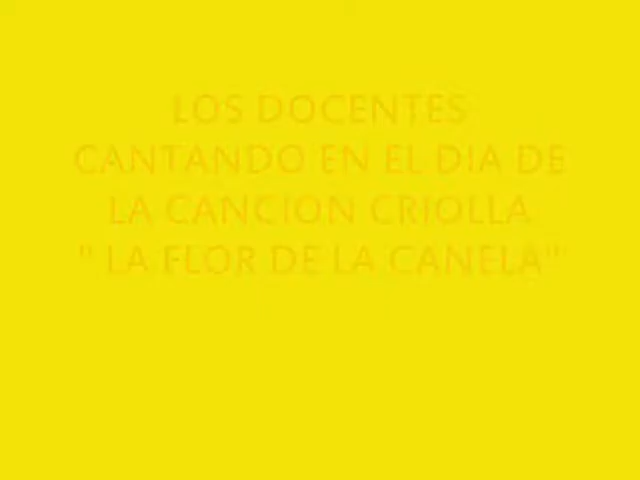 LOS DOCENTES
CANTANDO EN EL DIA DE
LA CANCION CRIOLLA
" LA FLOR DE LA CANELA"